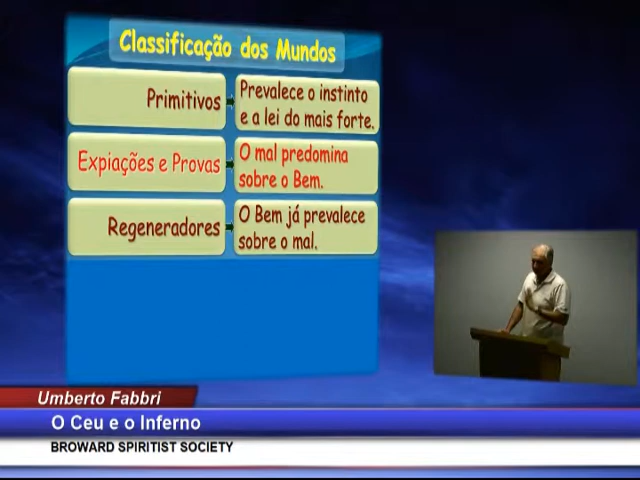 Classificação dos Mundos
Primitivos
Prevalece o instinto
e a lei do mais forte.
Expiações e Provas
O mal predomina
sobre o Bem.
Regeneradores
O Bem já prevalece
sobre o mal.
Umberto Fabbri
O Ceu e o Inferno
BROWARD SPIRITIST SOCIETY